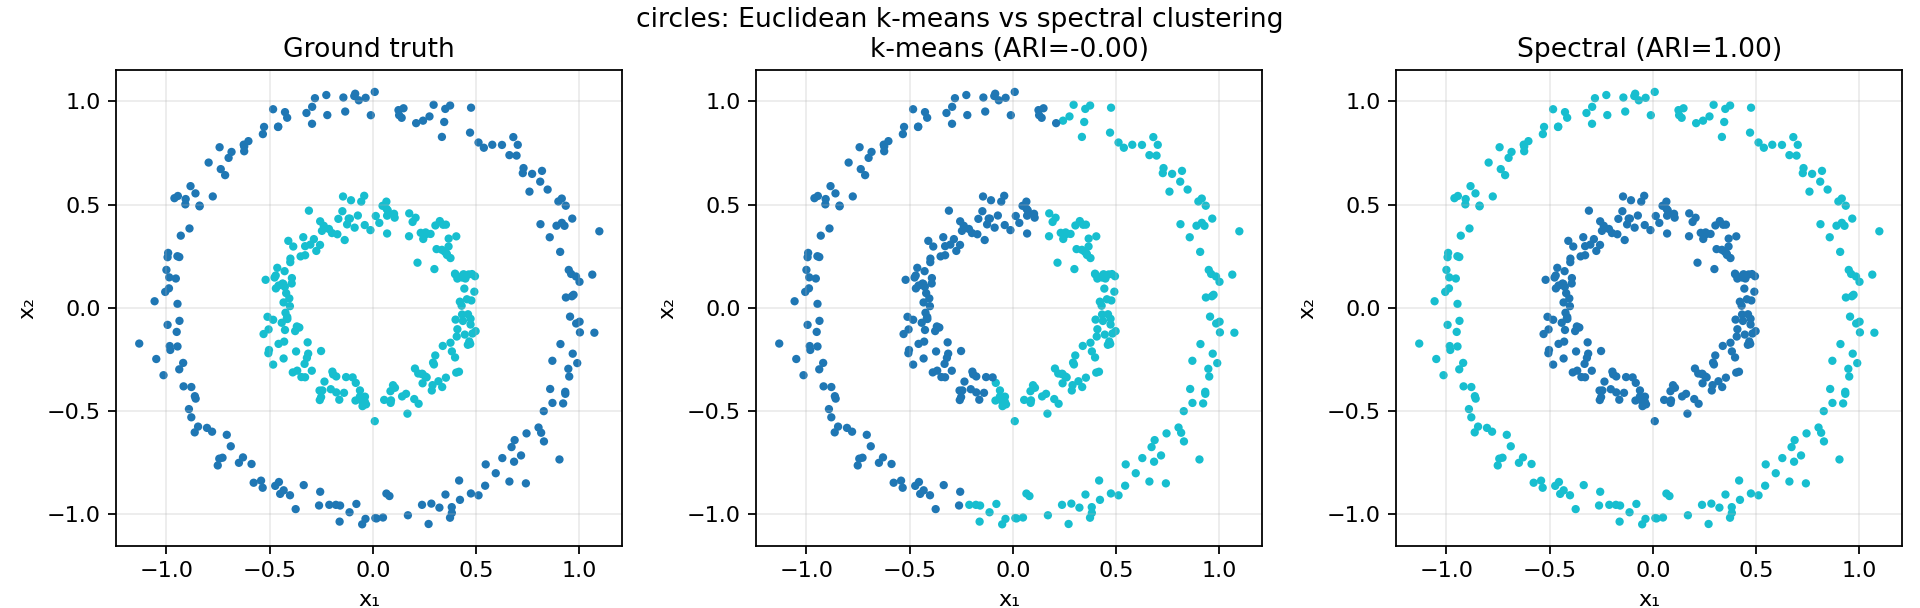 circles: Euclidean k-means vs spectral clustering
Ground truth
1.0
0.5
0.0
−0.5
−1.0
x₂
−1.0 −0.5 0.0 0.5 1.0
x₁
k-means (ARI=-0.00)
1.0
0.5
0.0
−0.5
−1.0
x₂
−1.0 −0.5 0.0 0.5 1.0
x₁
Spectral (ARI=1.00)
1.0
0.5
0.0
−0.5
−1.0
x₂
−1.0 −0.5 0.0 0.5 1.0
x₁